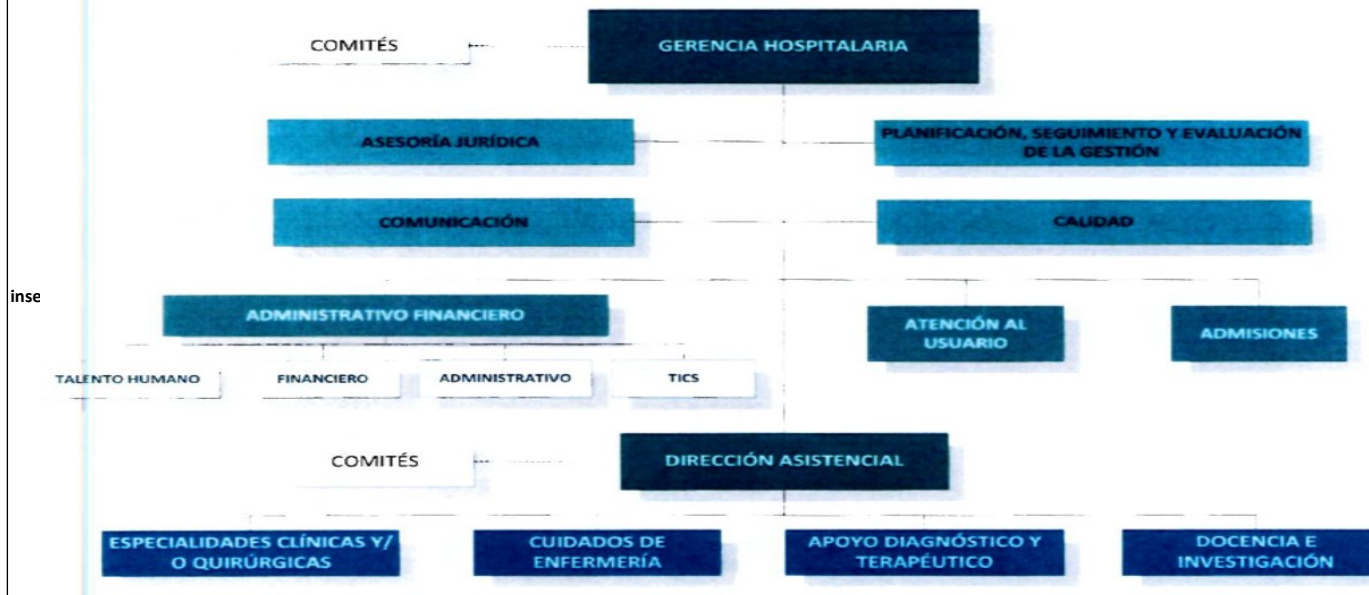 COMITÉS
GERENCIA HOSPITALARIA
ASESORÍA JURÍDICA
PLANIFICACIÓN, SEGUIMIENTO Y EVALUACIÓN
DE LA GESTIÓN
COMUNICACIÓN
CALIDAD
inse
ADMINISTRATIVO FINANCIERO
ATENCIÓN AL
USUARIO
ADMISIONES
TALENTO HUMANO
FINANCIERO
ADMINISTRATIVO
TICS
COMITÉS
DIRECCIÓN ASISTENCIAL
ESPECIALIDADES CLÍNICAS Y/
O QUIRÚRGICAS
CUIDADOS DE
ENFERMERÍA
APOYO DIAGNÓSTICO Y
TERAPÉUTICO
DOCENCIA E
INVESTIGACIÓN